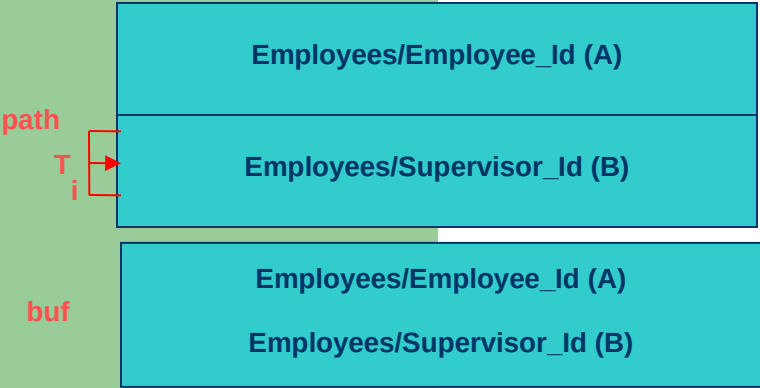 Employees/Employee_Id (A)
path
T
i
Employees/Supervisor_Id (B)
Employees/Employee_Id (A)
buf
Employees/Supervisor_Id (B)